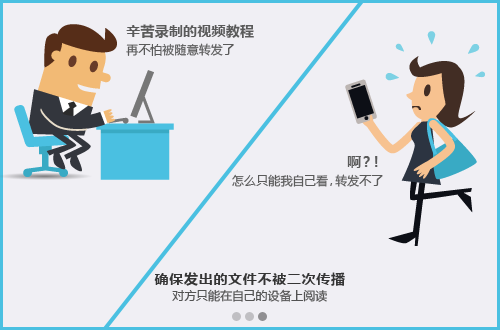 辛苦录制的视频教程
再不怕被随意转发了
啊?!
怎么只能我自己看,转发不了
确保发出的文件不被二次传播
对方只能在自己的设备上阅读